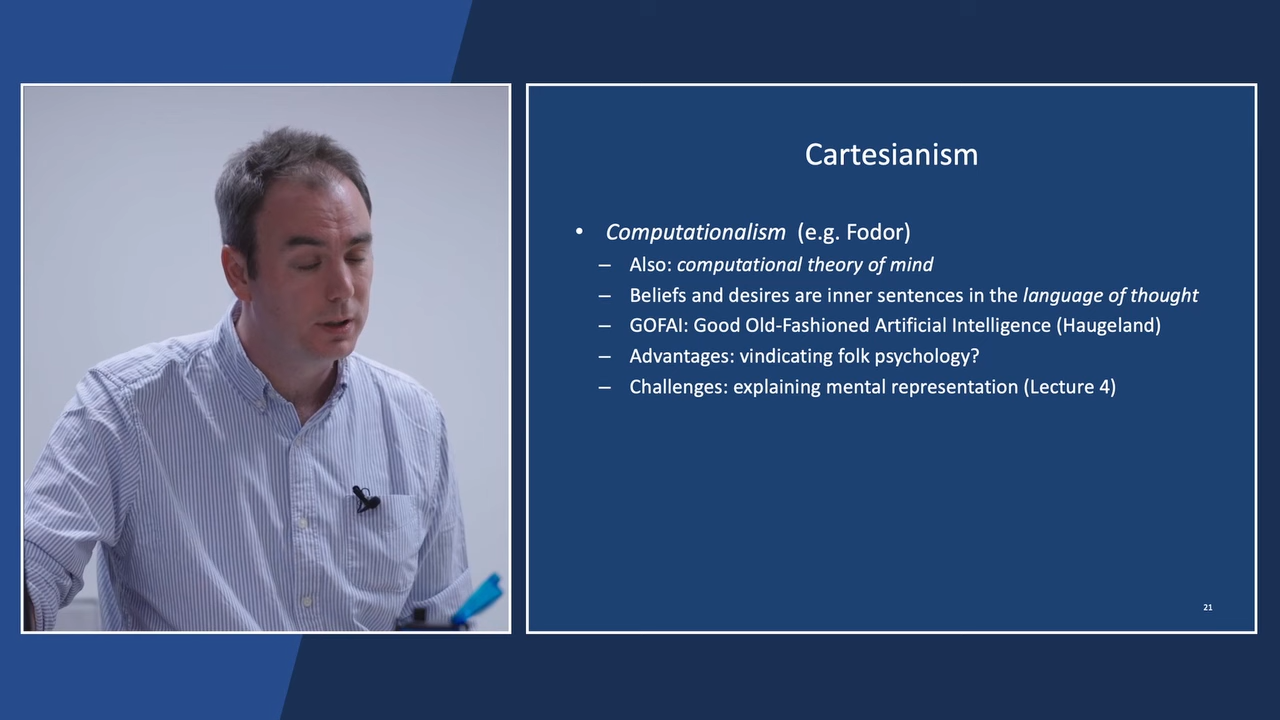 Cartesianism
• Computationalism (e.g. Fodor)
– Also: computational theory of mind
– Beliefs and desires are inner sentences in the language of thought
– GOFAI: Good Old-Fashioned Artificial Intelligence (Haugeland)
– Advantages: vindicating folk psychology?
– Challenges: explaining mental representation (Lecture 4)
21